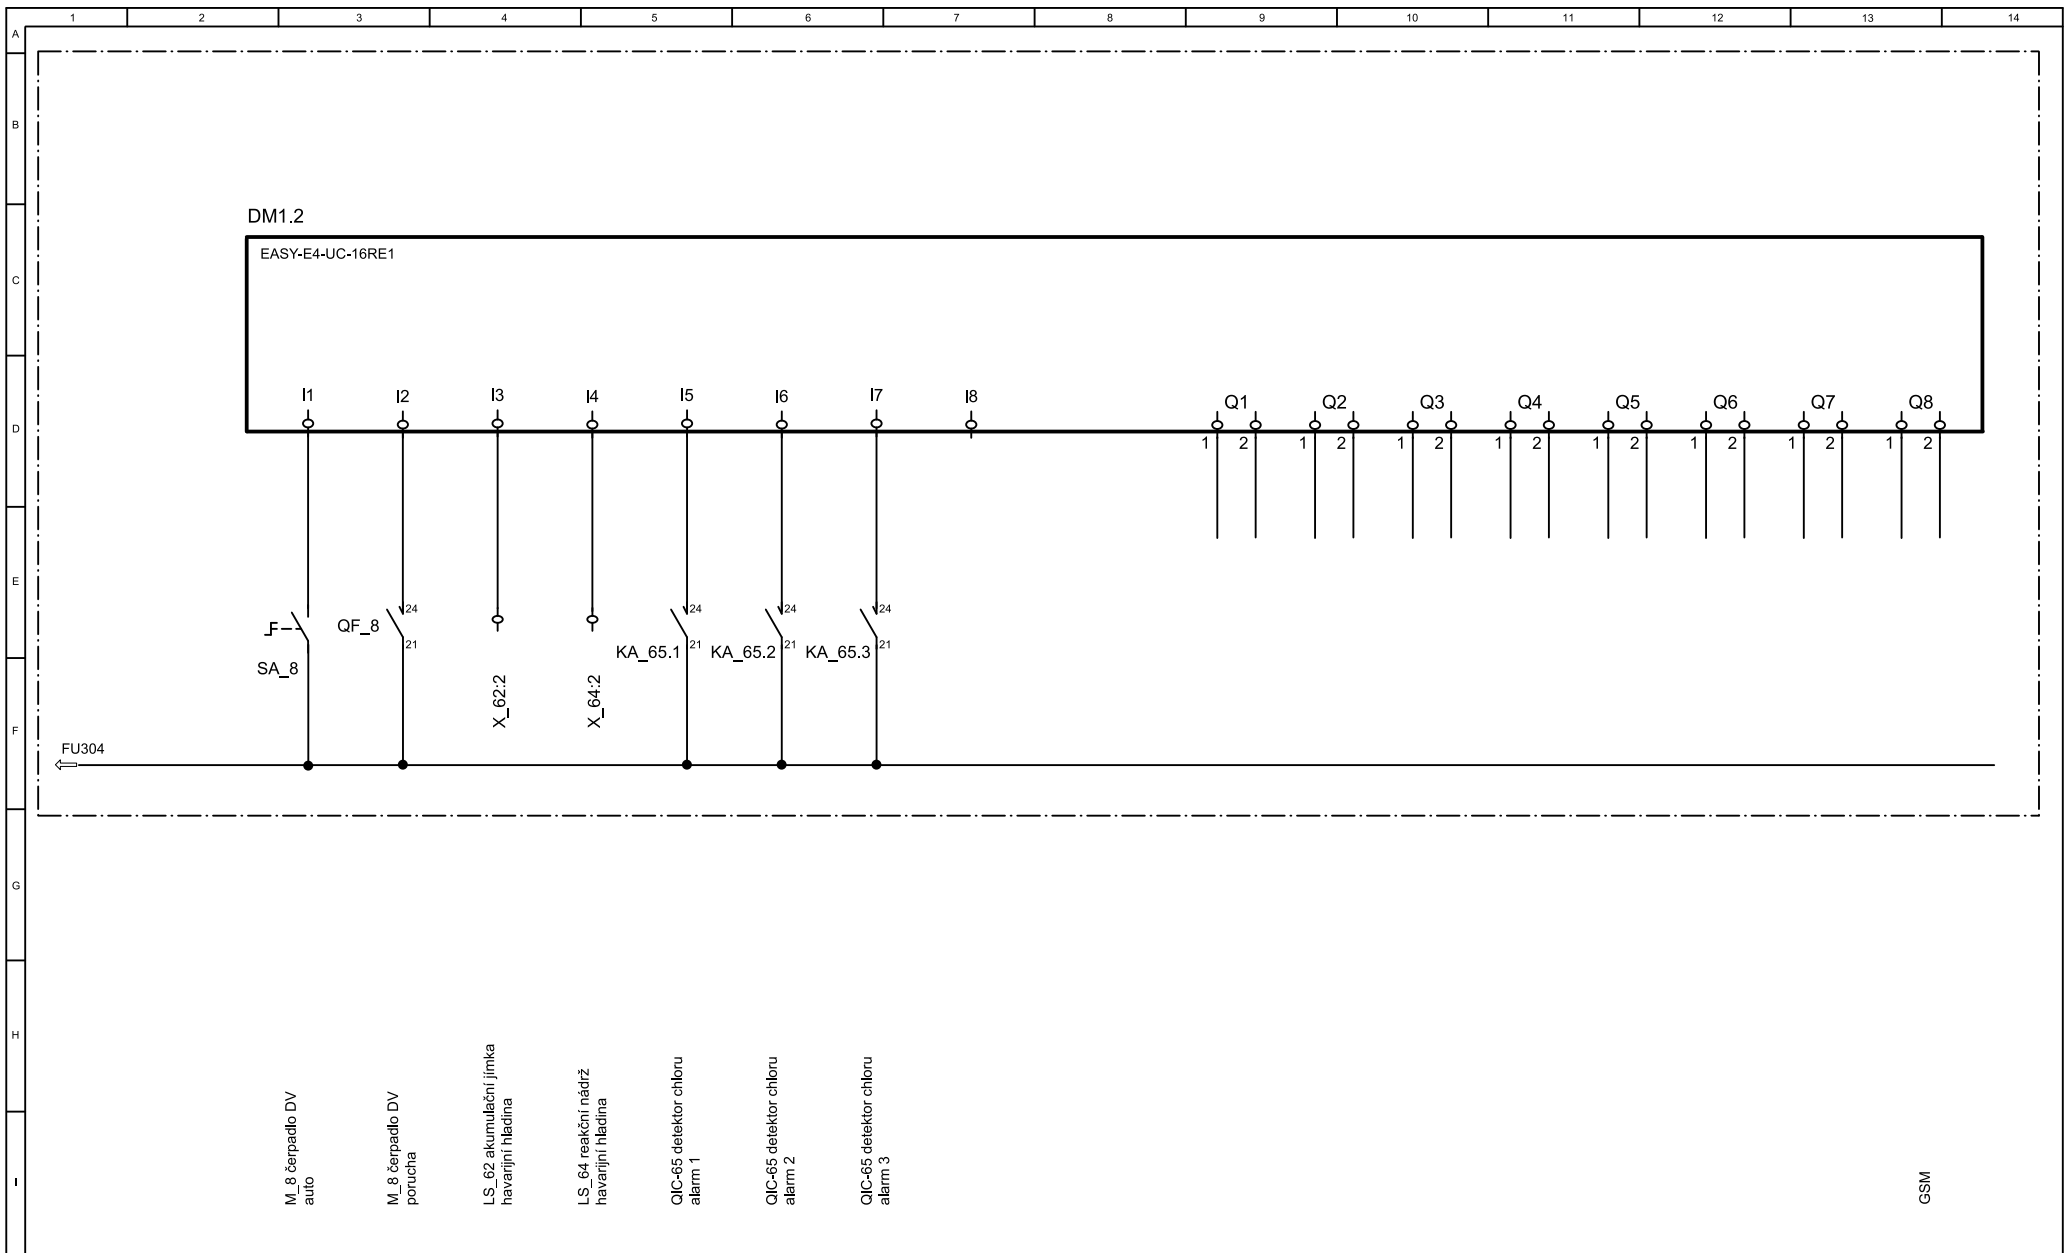 1 2 3 4 5 6 7 8 9 10 11 12 13 14
A
B
DM1.2
EASY-E4-UC-16RE1
C
I1 I2 I3 I4 I5 I6 I7 I8 Q1 Q2 Q3 Q4 Q5 Q6 Q7 Q8
D
1 2 1 2 1 2 1 2 1 2 1 2 1 2 1 2
E
24 24 24 24
QF_8
21 21 21 21
KA_65.1 KA_65.2 KA_65.3
SA_8
X_62:2
X_64:2
F
FU304
G
H
I
M_8 čerpadlo DV
auto
M_8 čerpadlo DV
porucha
LS_62 akumulační jímka
havarijní hladina
LS_64 reakční nádrž
havarijní hladina
QIC-65 detektor chloru
alarm 1
QIC-65 detektor chloru
alarm 2
QIC-65 detektor chloru
alarm 3
GSM